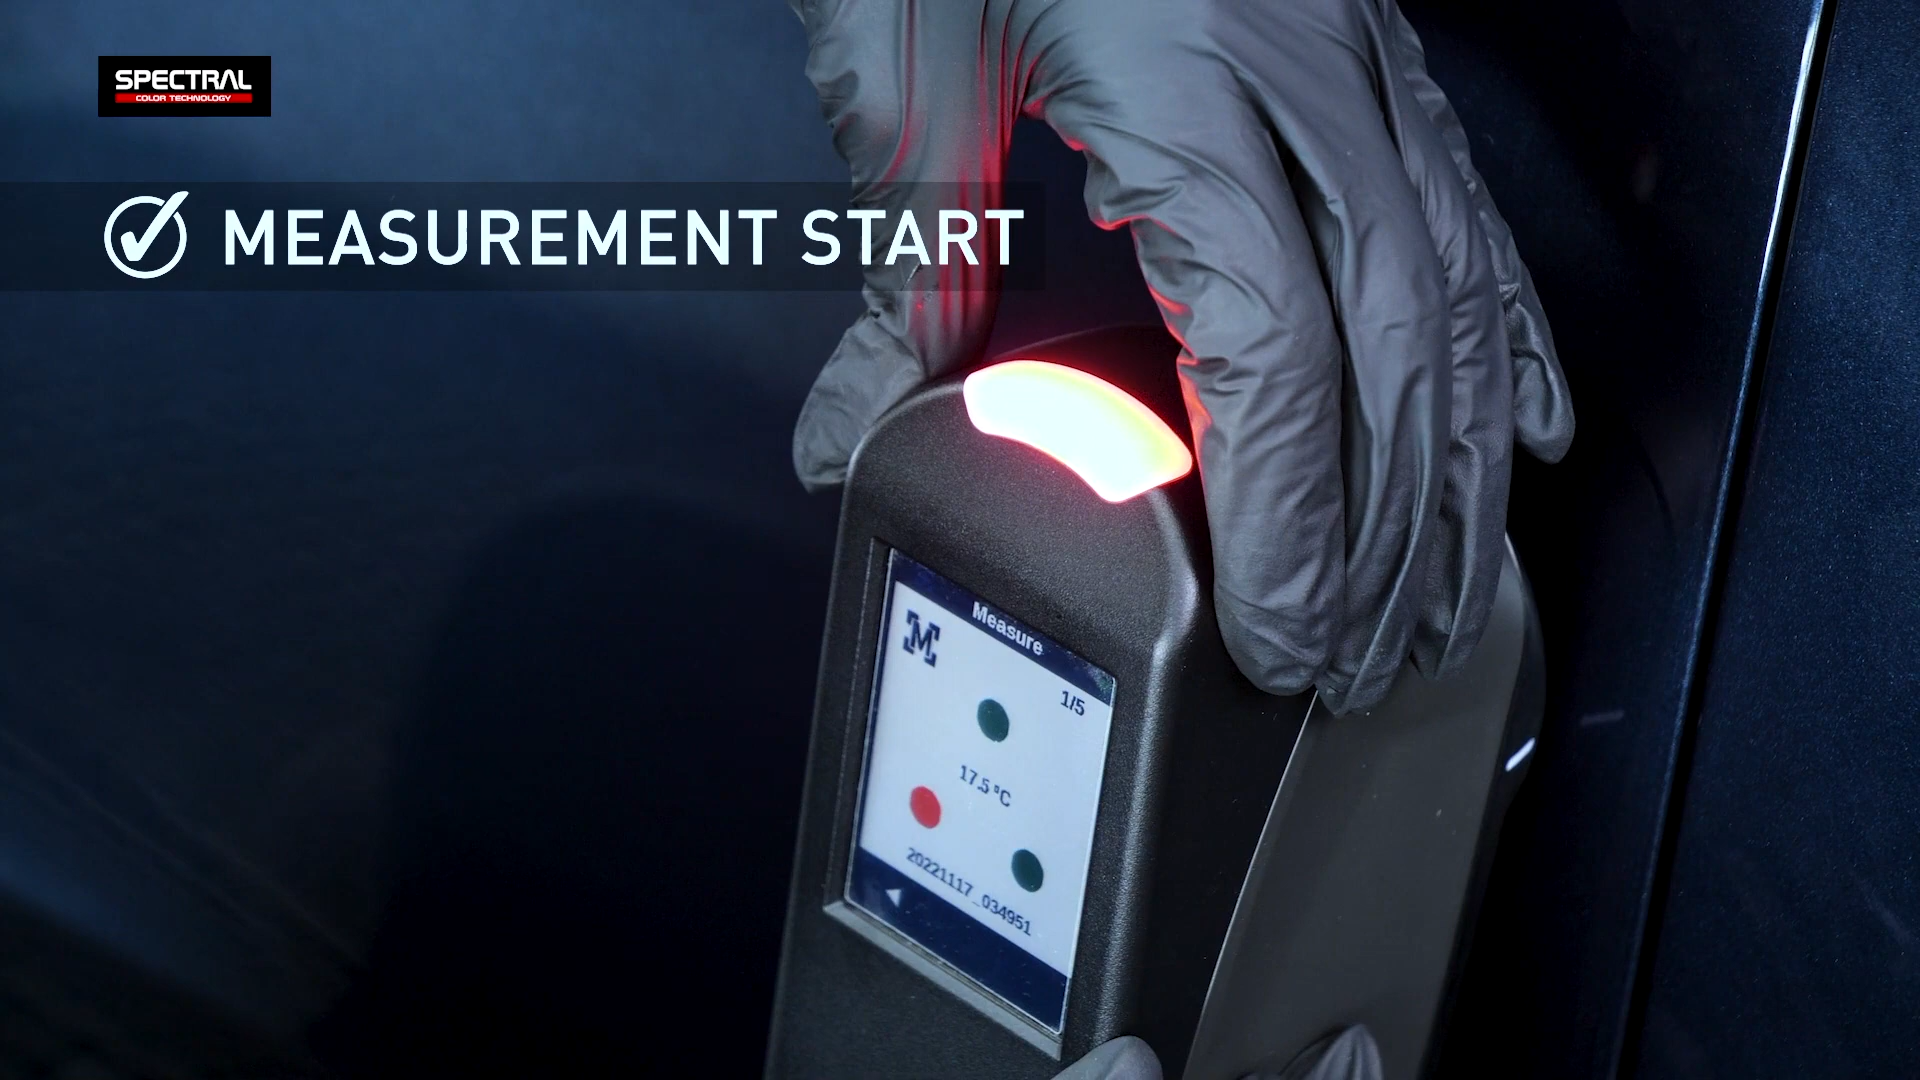 SPECTRAL
COLOR TECHNOLOGY
MEASUREMENT START
Measure
M
1/5
17.5 °C
20221117_034951